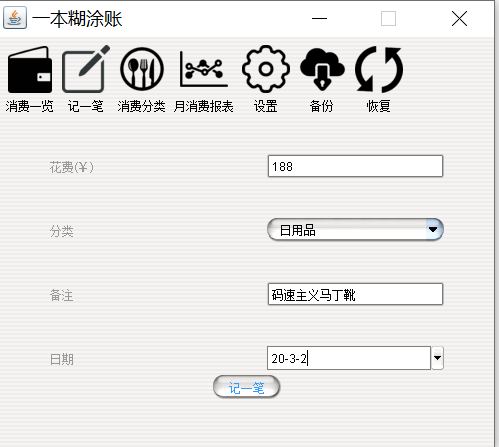 一本糊涂账
消费一览 记一笔 消费分类 月消费报表 设置 备份 恢复
花费(¥) 188
分类 日用品
备注 码速主义马丁靴
日期 20-3-2
记一笔